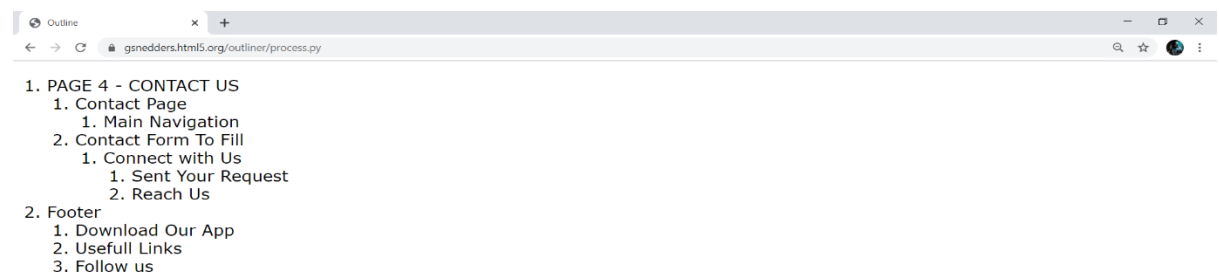 Outline
gsnedders.html5.org/outliner/process.py
1. PAGE 4 - CONTACT US
1. Contact Page
1. Main Navigation
2. Contact Form To Fill
1. Connect with Us
1. Sent Your Request
2. Reach Us
2. Footer
1. Download Our App
2. Usefull Links
3. Follow us